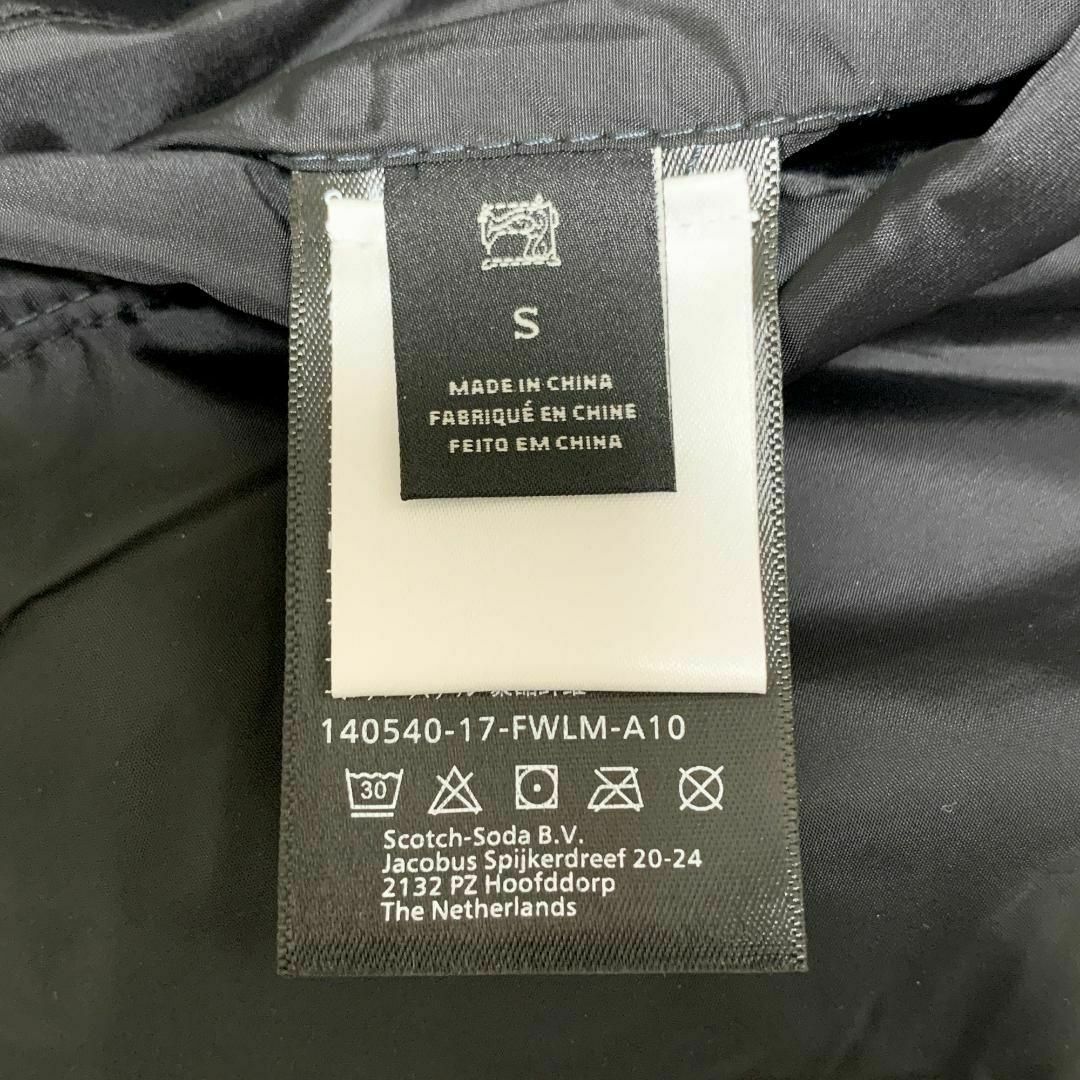 S
MADE IN CHINA
FABRIQUÉ EN CHINE
FEITO EM CHINA
140540-17-FWLM-A10
30
Scotch-Soda B.V.
Jacobus Spijkerdreef 20-24
2132 PZ Hoofddorp
The Netherlands